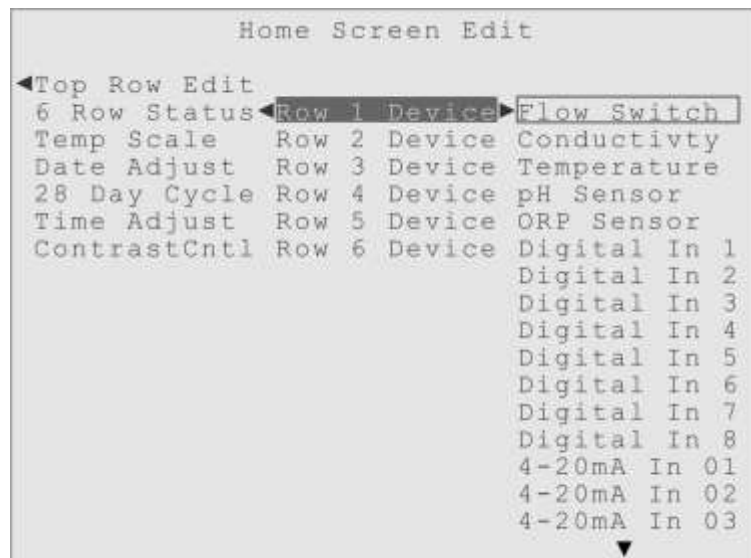 Home Screen Edit
◄Top Row Edit
6 Row Status◄Row 1 Device►Flow Switch
Temp Scale Row 2 Device Conductivty
Date Adjust Row 3 Device Temperature
28 Day Cycle Row 4 Device pH Sensor
Time Adjust Row 5 Device ORP Sensor
ContrastCntl Row 6 Device Digital In 1
Digital In 2
Digital In 3
Digital In 4
Digital In 5
Digital In 6
Digital In 7
Digital In 8
4-20mA In 01
4-20mA In 02
4-20mA In 03
▼